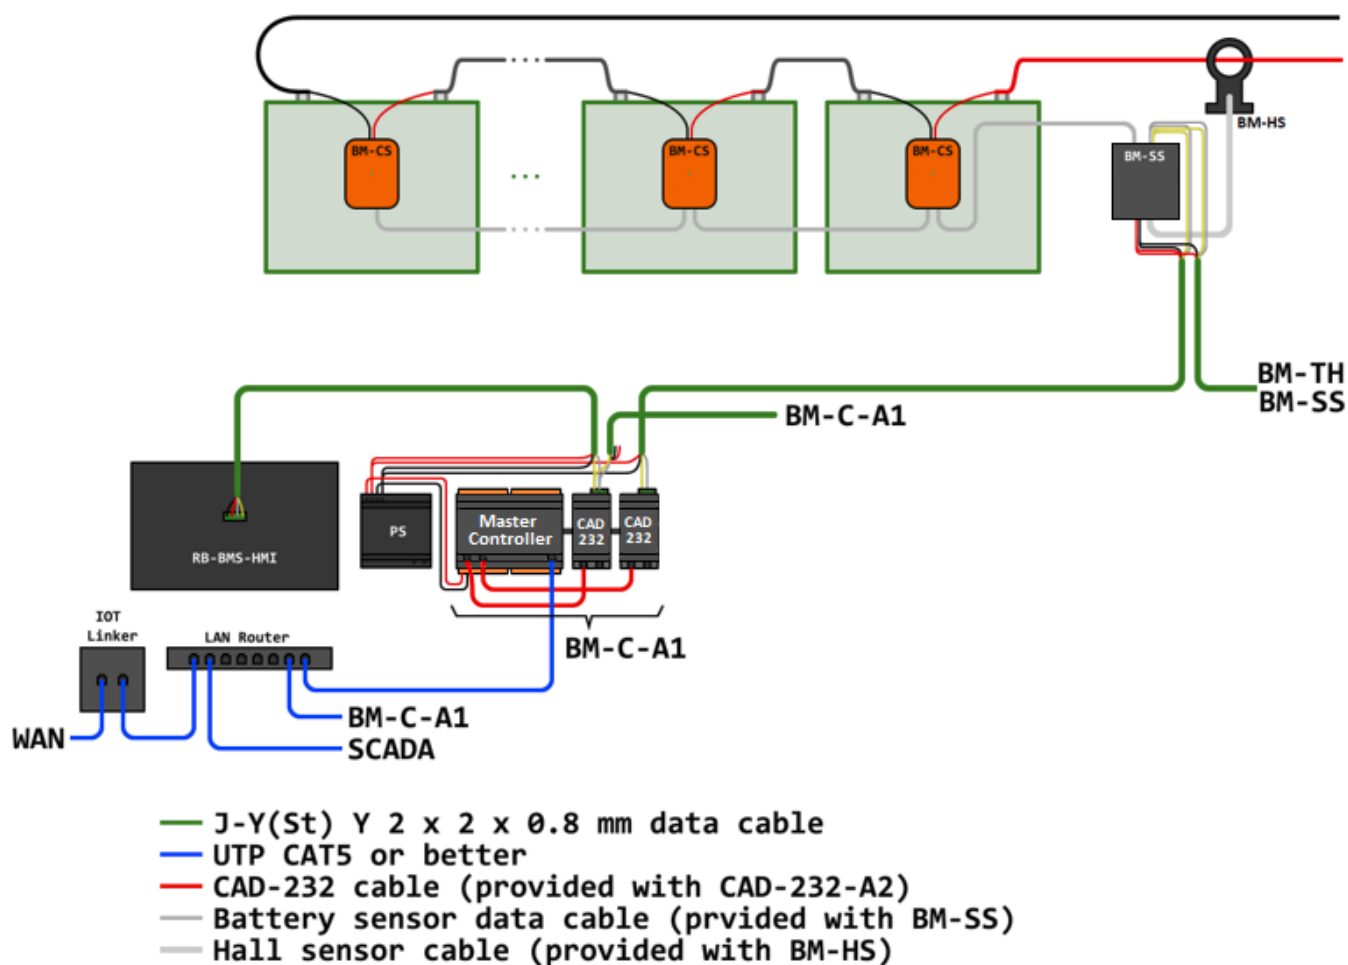 BM-HS
BM-CS
BM-CS
BM-CS
BM-SS
BM-TH
BM-SS
BM-C-A1
PS
Master
Controller
CAD
232
CAD
232
RB-BMS-HMI
BM-C-A1
IOT
Linker
LAN Router
BM-C-A1
WAN
SCADA
J-Y(St) Y 2 x 2 x 0.8 mm data cable
UTP CAT5 or better
CAD-232 cable (provided with CAD-232-A2)
Battery sensor data cable (prvided with BM-SS)
Hall sensor cable (provided with BM-HS)